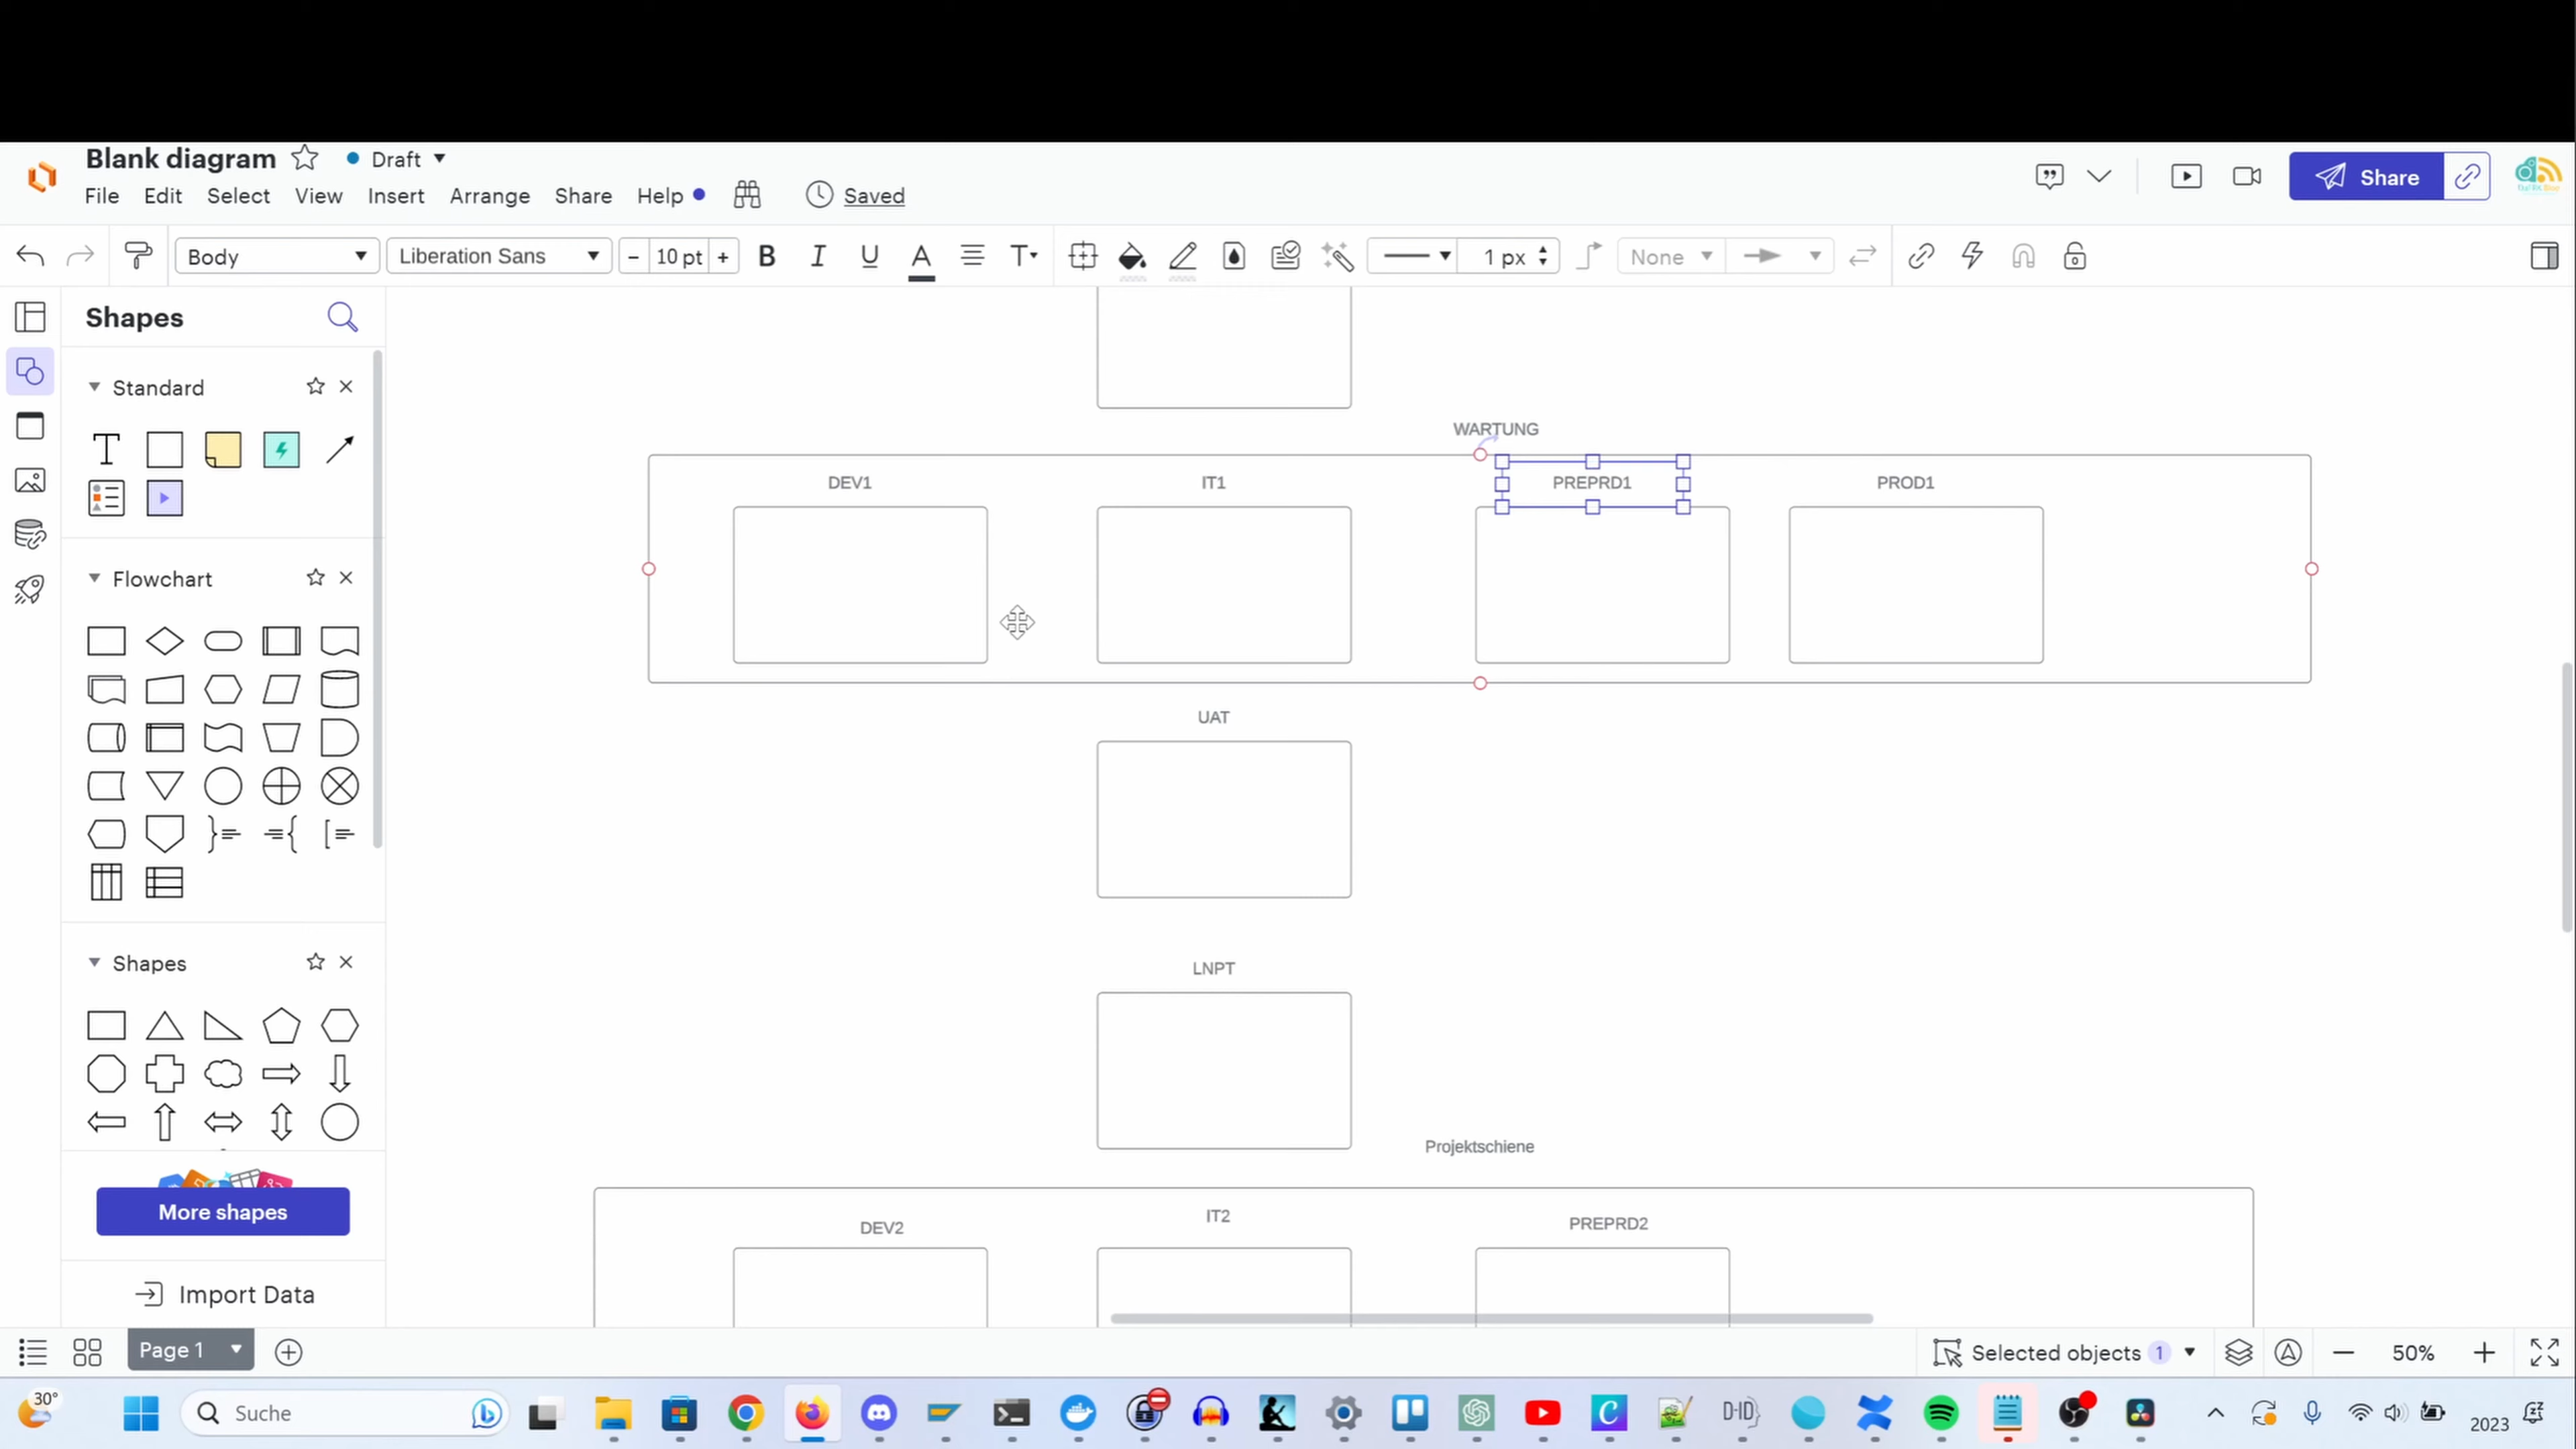 Blank diagram Draft
File Edit Select View Insert Arrange Share Help Saved
Share
Body Liberation Sans 10 pt B I U A T 1 px None
Shapes
Standard
T
Flowchart
Shapes
More shapes
Import Data
WARTUNG
DEV1 IT1 PREPRD1 PROD1
UAT
LNPT
Projektschiene
DEV2 IT2 PREPRD2
Page 1 Selected objects 1 50%
30° Suche D-ID 2023